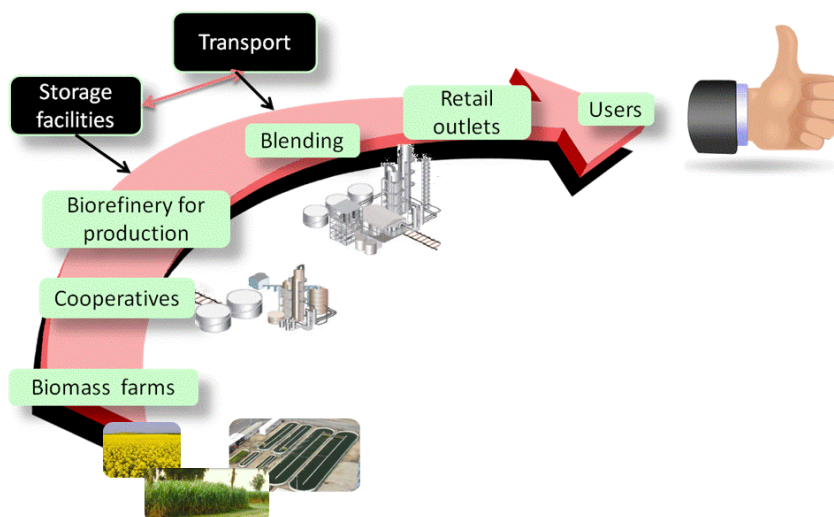 Transport
Storage
facilities
Retail
outlets
Users
Blending
Biorefinery for
production
Cooperatives
Biomass farms